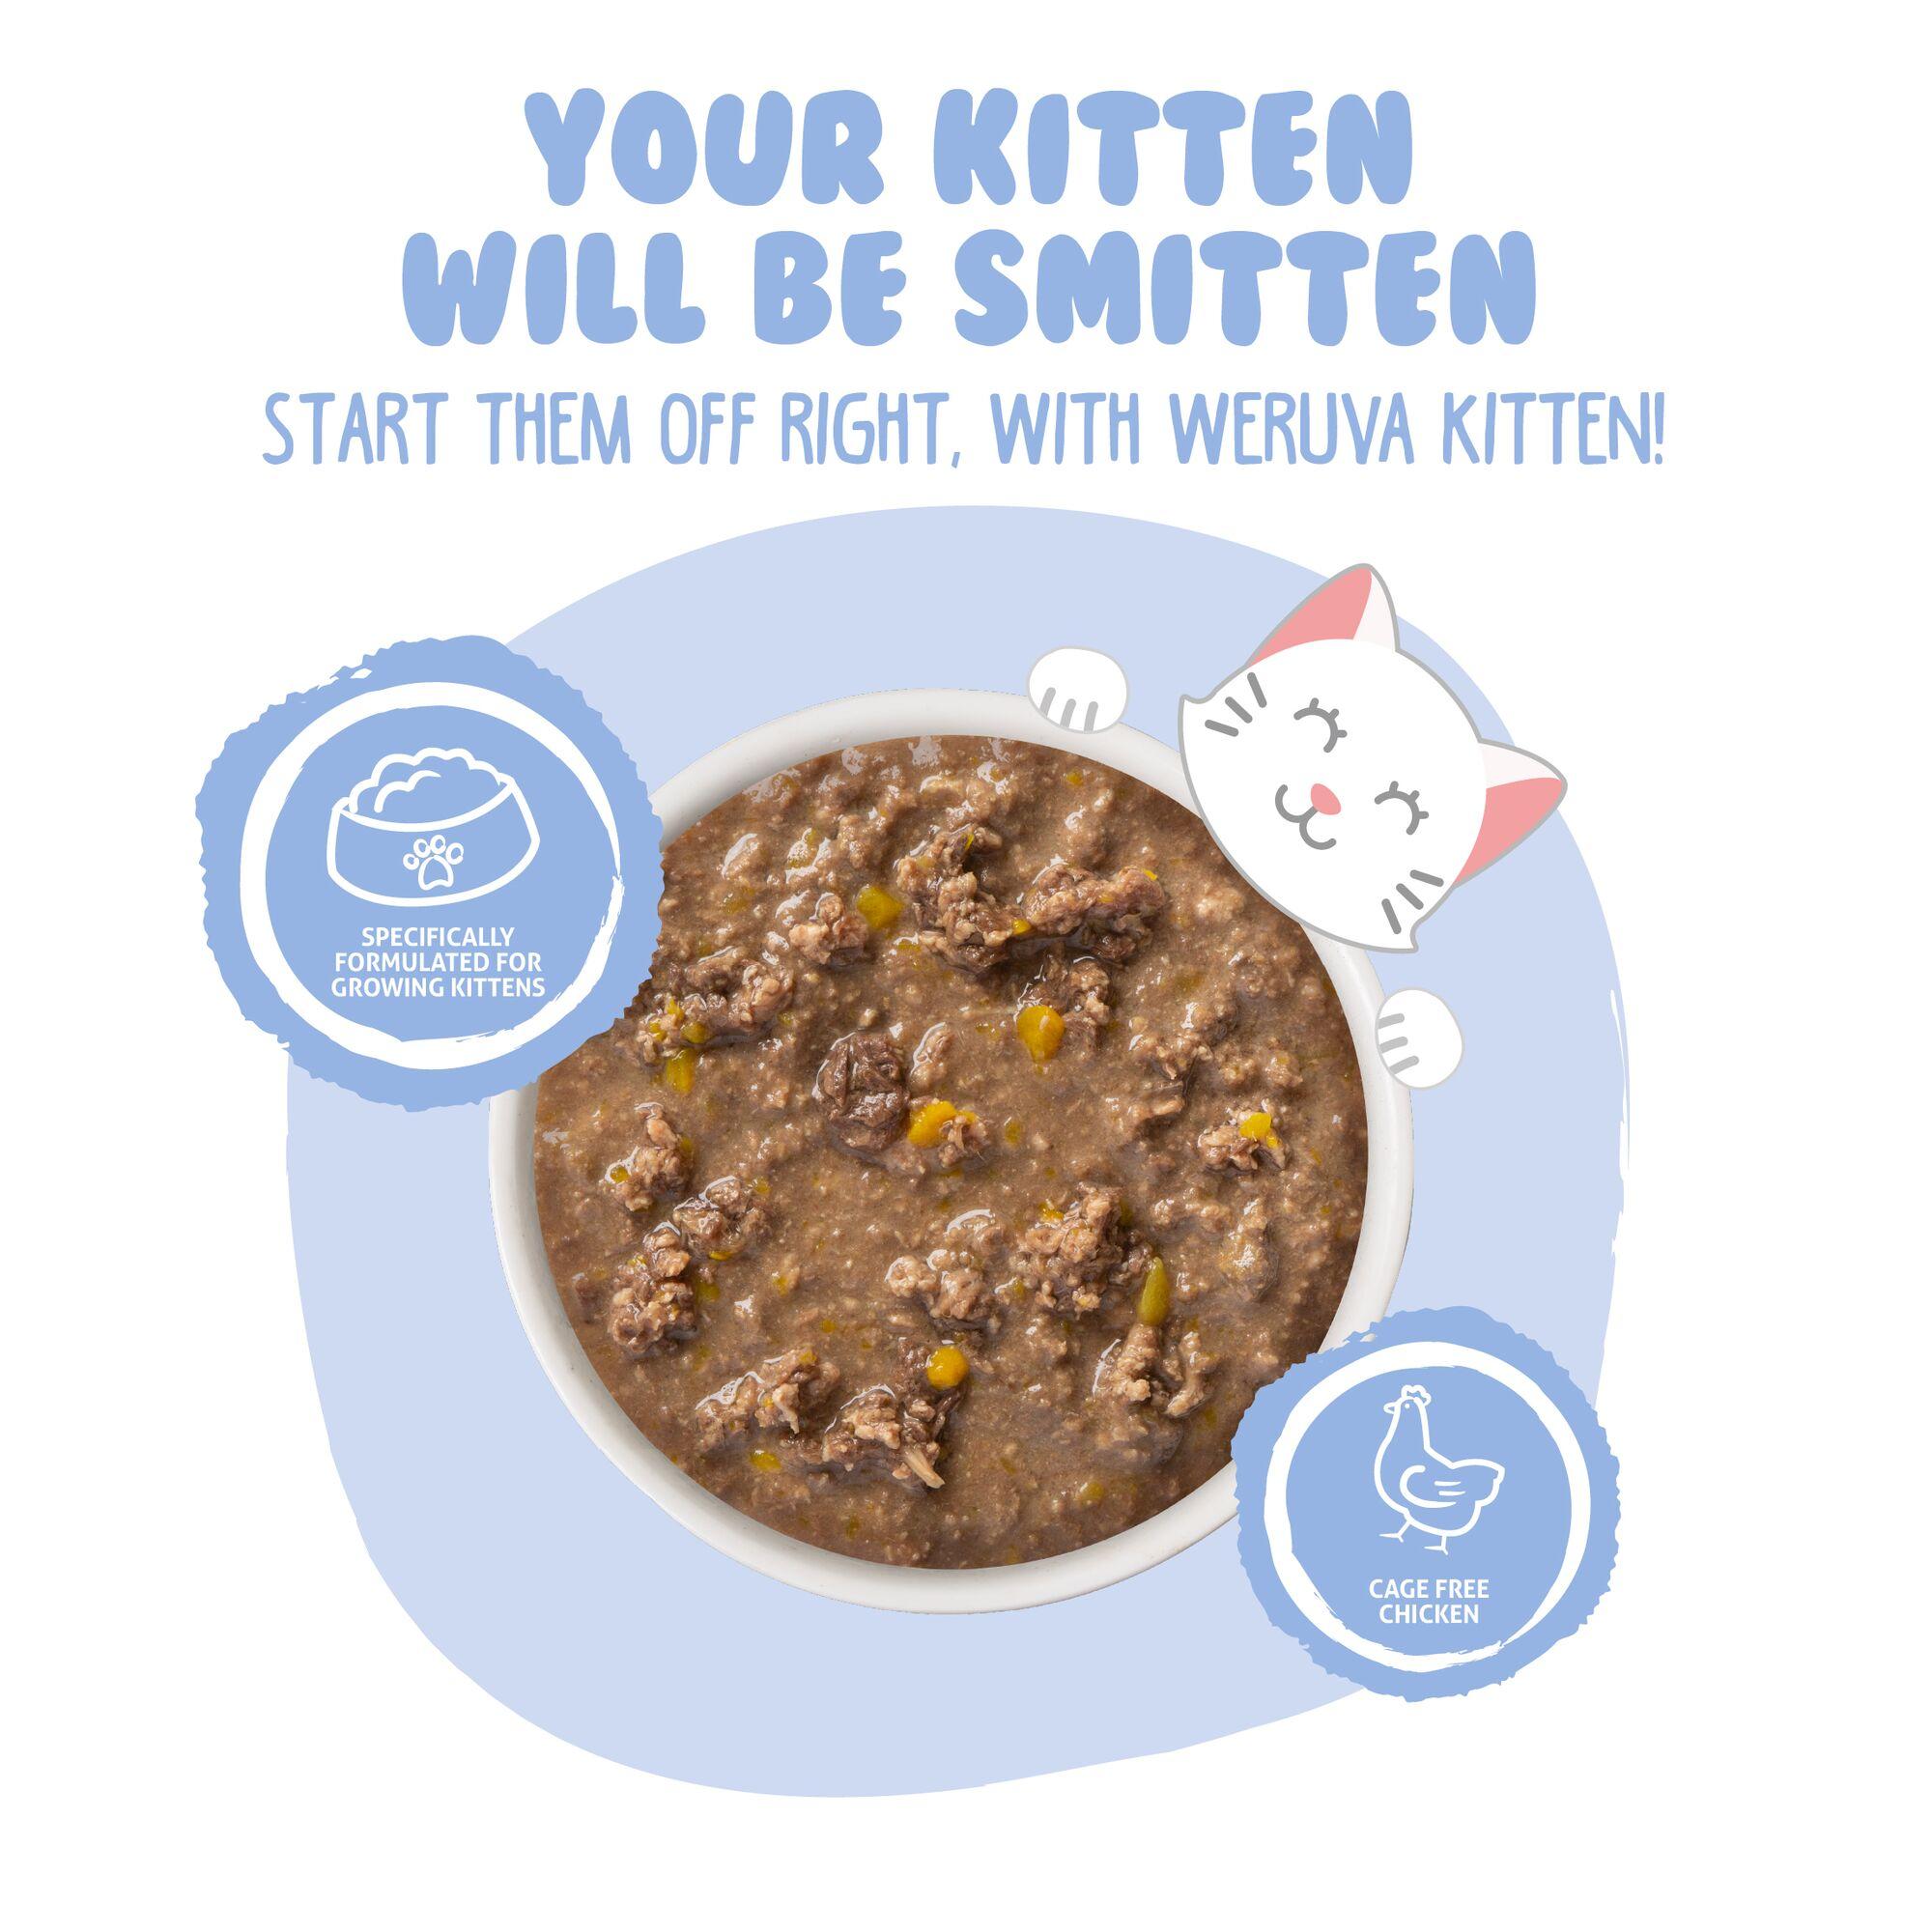 YOUR KITTEN
WILL BE SMITTEN
START THEM OFF RIGHT, WITH WERUVA KITTEN!
SPECIFICALLY
FORMULATED FOR
GROWING KITTENS
CAGE FREE
CHICKEN